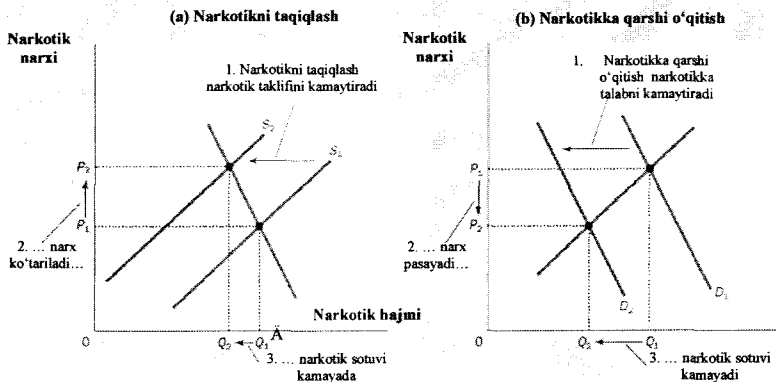 (a) Narkotikni taqiqlash
Narkotik
narxi
1. Narkotikni taqiqlash
narkotik taklifini kamaytiradi
S2
S1
P2
P1
2. ... narx
ko‘tariladi...
Narkotik hajmi
0
Q2
Q1
Ä
3. ... narkotik sotuvi
kamayada
(b) Narkotikka qarshi o‘qitish
Narkotik
narxi
1. Narkotikka qarshi
o‘qitish narkotikka
talabni kamaytiradi
P1
P2
2. ... narx
pasayadi...
D2
D1
0
Q2
Q1
3. ... narkotik sotuvi
kamayadi